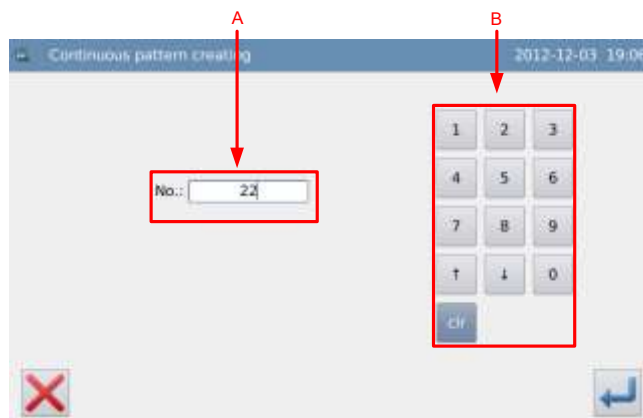 A B
Continuous pattern creating 2012-12-03 19:06
1 2 3
No.: 22
4 5 6
7 8 9
↑ ↓ 0
clr